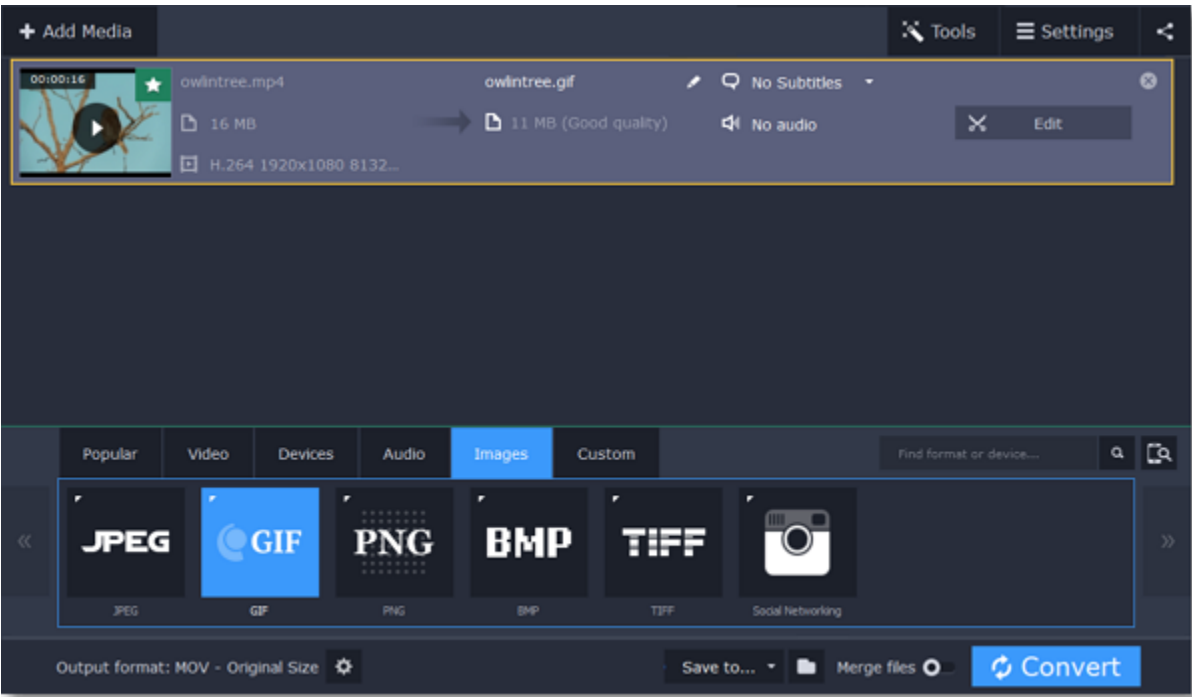 Add Media
Tools
Settings
00:00:16
owlintree.mp4
owlintree.gif
No Subtitles
16 MB
11 MB (Good quality)
No audio
Edit
H.264 1920x1080 8132...
Popular
Video
Devices
Audio
Images
Custom
Find format or device....
JPEG
GIF
PNG
BMP
TIFF
JPEG
GIF
PNG
BMP
TIFF
Social Networking
Output format: MOV - Original Size
Save to...
Merge files
Convert